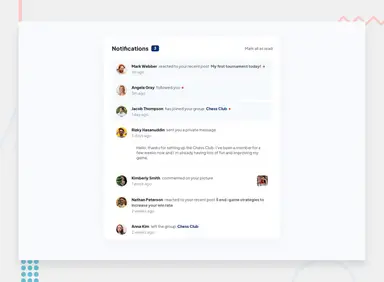 Notifications 3
Mark all as read
Mark Webber reacted to your recent post My first tournament today!
1m ago
Angela Gray followed you
5m ago
Jacob Thompson has joined your group Chess Club
1 day ago
Rizky Hasanuddin sent you a private message
5 days ago
Hello, thanks for setting up the Chess Club. I've been a member for a
few weeks now and I'm already having lots of fun and improving my
game.
Kimberly Smith commented on your picture
1 week ago
Nathan Peterson reacted to your recent post 5 end-game strategies to
increase your win rate
2 weeks ago
Anna Kim left the group Chess Club
2 weeks ago